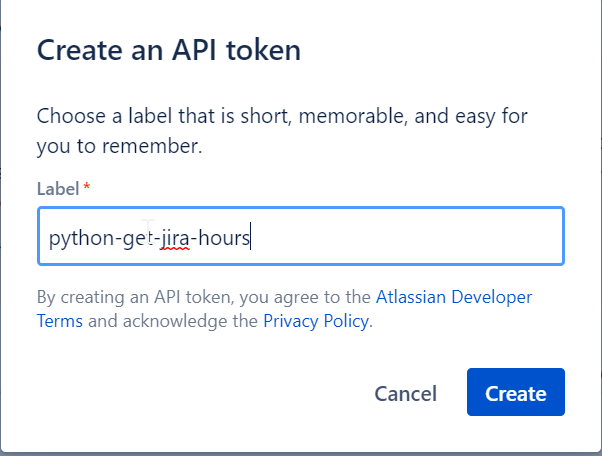 Create an API token
Choose a label that is short, memorable, and easy for
you to remember.
Label *
python-get-jira-hours
By creating an API token, you agree to the Atlassian Developer
Terms and acknowledge the Privacy Policy.
Cancel Create